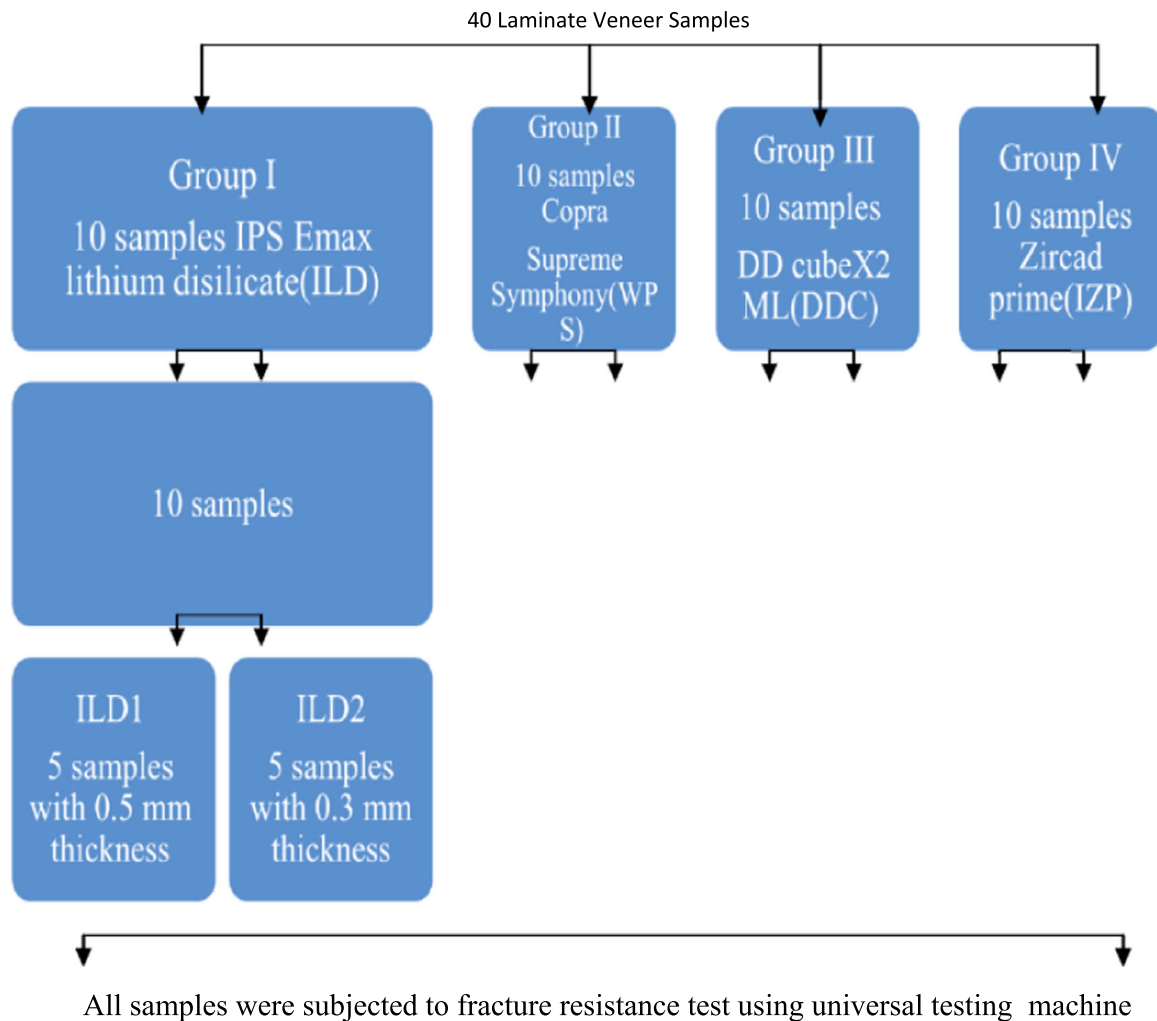 40 Laminate Veneer Samples
Group I
10 samples IPS Emax
lithium disilicate(ILD)
Group II
10 samples
Copra
Supreme
Symphony(WP
S)
Group III
10 samples
DD cubeX2
ML(DDC)
Group IV
10 samples
Zircad
prime(IZP)
10 samples
ILD1
5 samples
with 0.5 mm
thickness
ILD2
5 samples
with 0.3 mm
thickness
All samples were subjected to fracture resistance test using universal testing machine